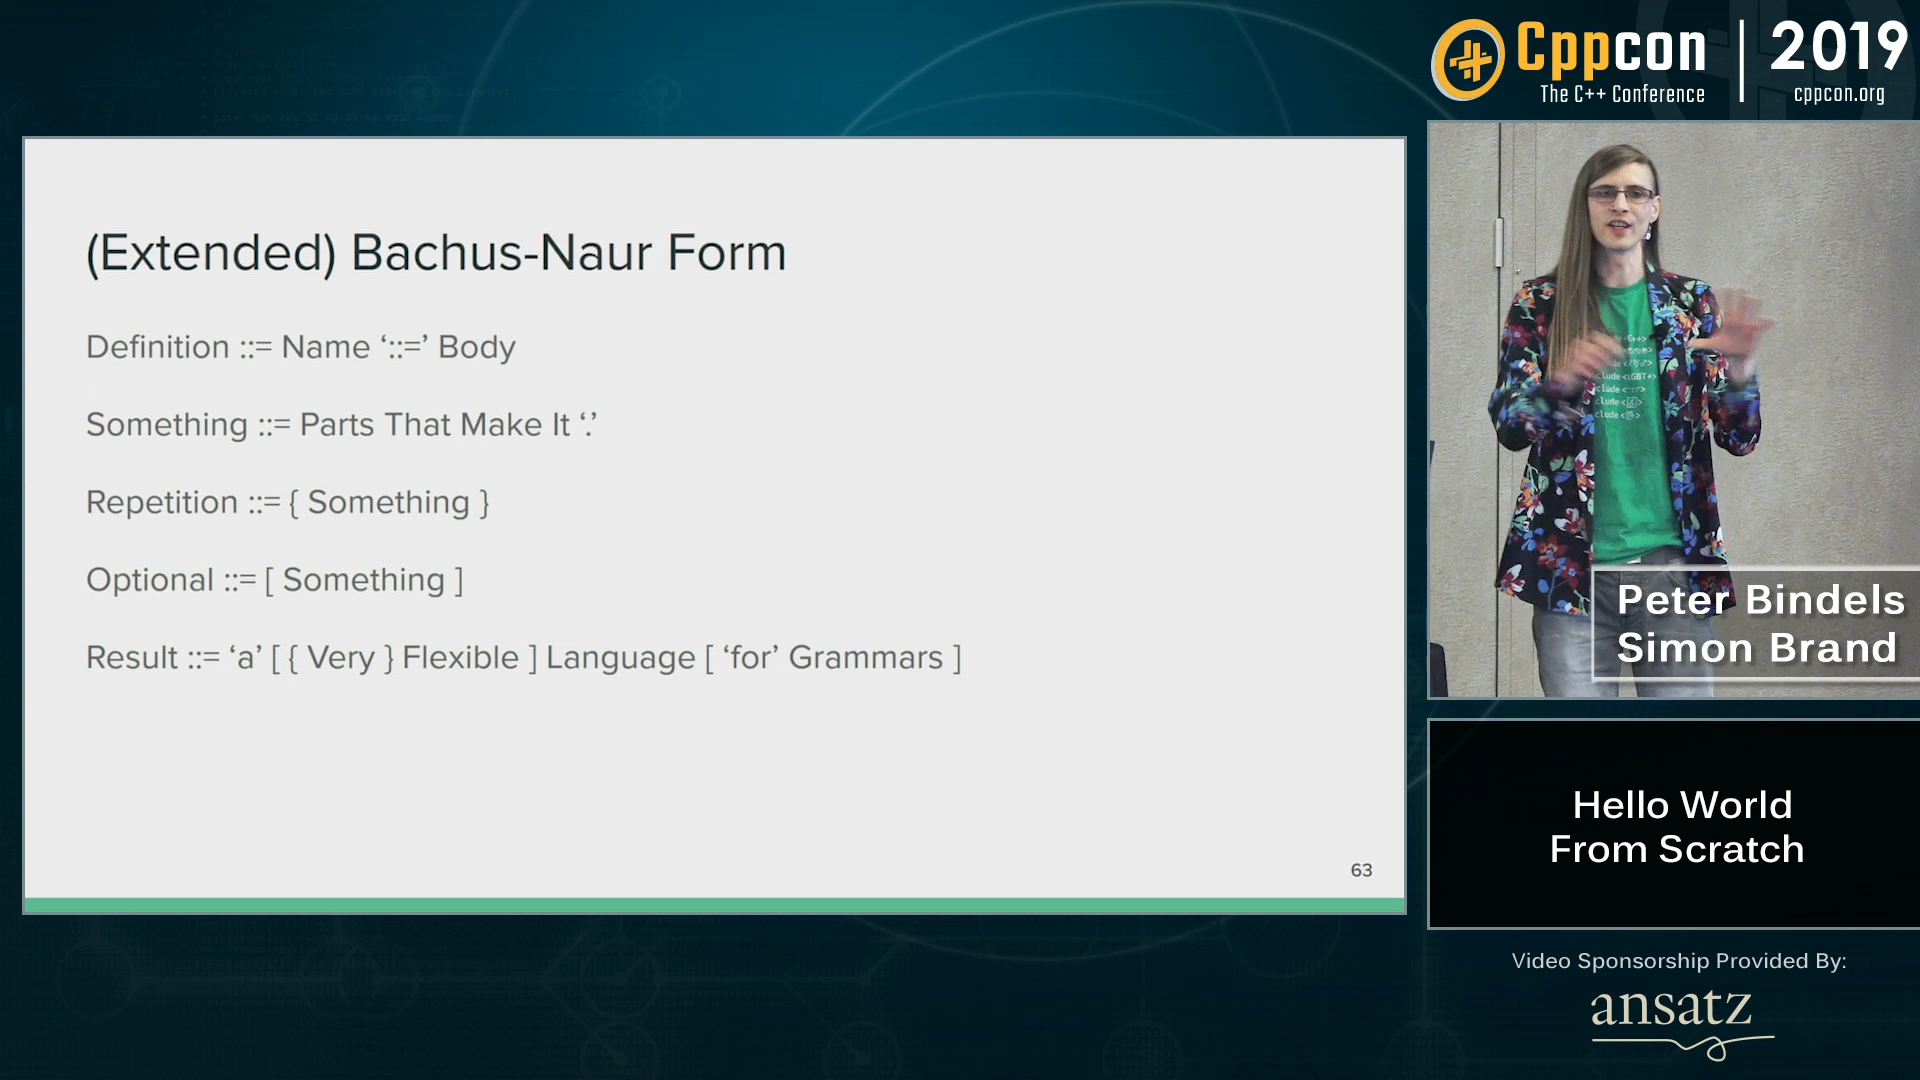 Cppcon
The C++ Conference
2019
cppcon.org
(Extended) Bachus-Naur Form
Definition ::= Name ‘::=’ Body
Something ::= Parts That Make It ‘.’
Repetition ::= { Something }
Optional ::= [ Something ]
Result ::= ‘a’ [ { Very } Flexible ] Language [ ‘for’ Grammars ]
63
Peter Bindels
Simon Brand
Hello World
From Scratch
Video Sponsorship Provided By:
ansatz